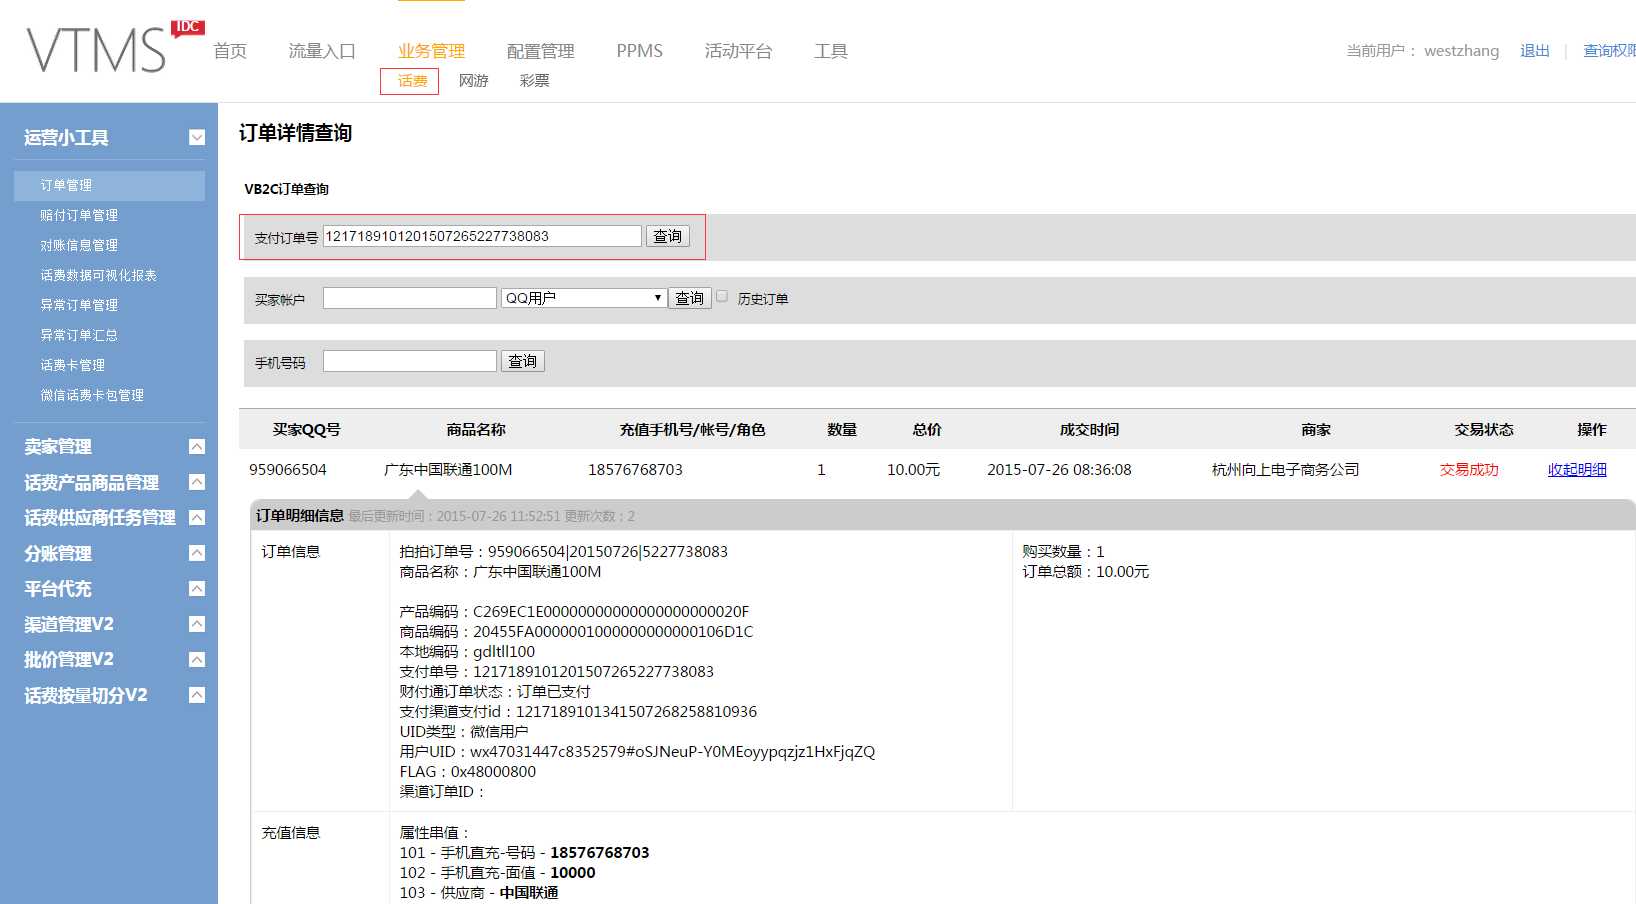 VTMS IDC
首页 流量入口 业务管理 配置管理 PPMS 活动平台 工具
当前用户： westzhang 退出 | 查询权限
话费 网游 彩票
运营小工具
订单管理
赔付订单管理
对账信息管理
话费数据可视化报表
异常订单管理
异常订单汇总
话费卡管理
微信话费卡包管理
卖家管理
话费产品商品管理
话费供应商任务管理
分账管理
平台代充
渠道管理V2
批价管理V2
话费按量切分V2
订单详情查询
VB2C订单查询
支付订单号 1217189101201507265227738083 查询
买家帐户 QQ用户 查询 历史订单
手机号码 查询
买家QQ号 商品名称 充值手机号/帐号/角色 数量 总价 成交时间 商家 交易状态 操作
959066504 广东中国联通100M 18576768703 1 10.00元 2015-07-26 08:36:08 杭州向上电子商务公司 交易成功 收起明细
订单明细信息 最后更新时间：2015-07-26 11:52:51 更新次数：2
订单信息
拍拍订单号：959066504|20150726|5227738083
商品名称：广东中国联通100M
产品编码：C269EC1E00000000000000000000020F
商品编码：20455FA0000001000000000000106D1C
本地编码：gdltll100
支付单号：1217189101201507265227738083
财付通订单状态：订单已支付
支付渠道支付id：1217189101341507268258810936
UID类型：微信用户
用户UID：wx47031447c8352579#oSJNeuP-Y0MEoyypqzjz1HxFjqZQ
FLAG：0x48000800
渠道订单ID：
购买数量：1
订单总额：10.00元
充值信息
属性串值：
101 - 手机直充-号码 - 18576768703
102 - 手机直充-面值 - 10000
103 - 供应商 - 中国联通